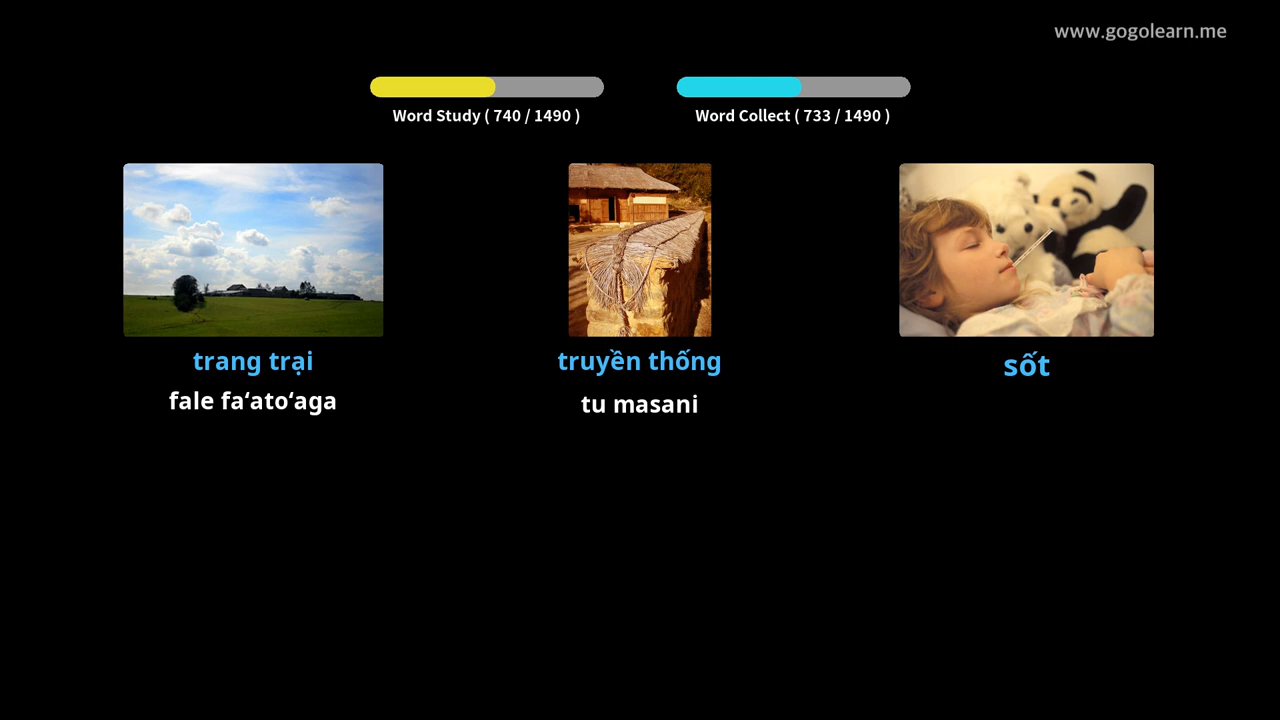 www.gogolearn.me
Word Study ( 740 / 1490 )
Word Collect ( 733 / 1490 )
trang trại
fale faʻatoʻaga
truyền thống
tu masani
sốt